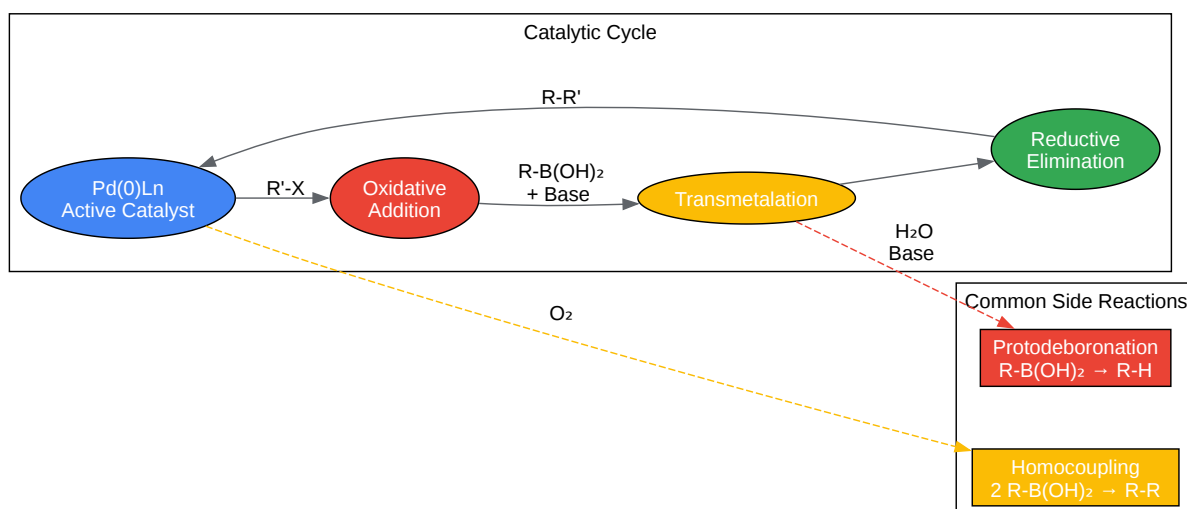 Catalytic Cycle
R-R'
Reductive
Elimination
Pd(0)Ln
Active Catalyst
R'-X
Oxidative
Addition
R-B(OH)₂
+ Base
Transmetalation
H₂O
Base
Common Side Reactions
O₂
Protodeboronation
R-B(OH)₂ → R-H
Homocoupling
2 R-B(OH)₂ → R-R